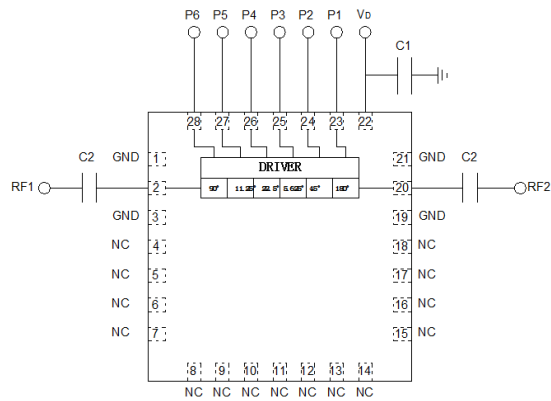 P6 P5 P4 P3 P2 P1 VD
C1
28 27 26 25 24 23 22
GND 1 21 GND
DRIVER
C2 C2
RF1 2 90° 11.25° 22.5° 5.625° 45° 180° 20 RF2
GND 3 19 GND
NC 4 18 NC
NC 5 17 NC
NC 6 16 NC
NC 7 15 NC
8 9 10 11 12 13 14
NC NC NC NC NC NC NC